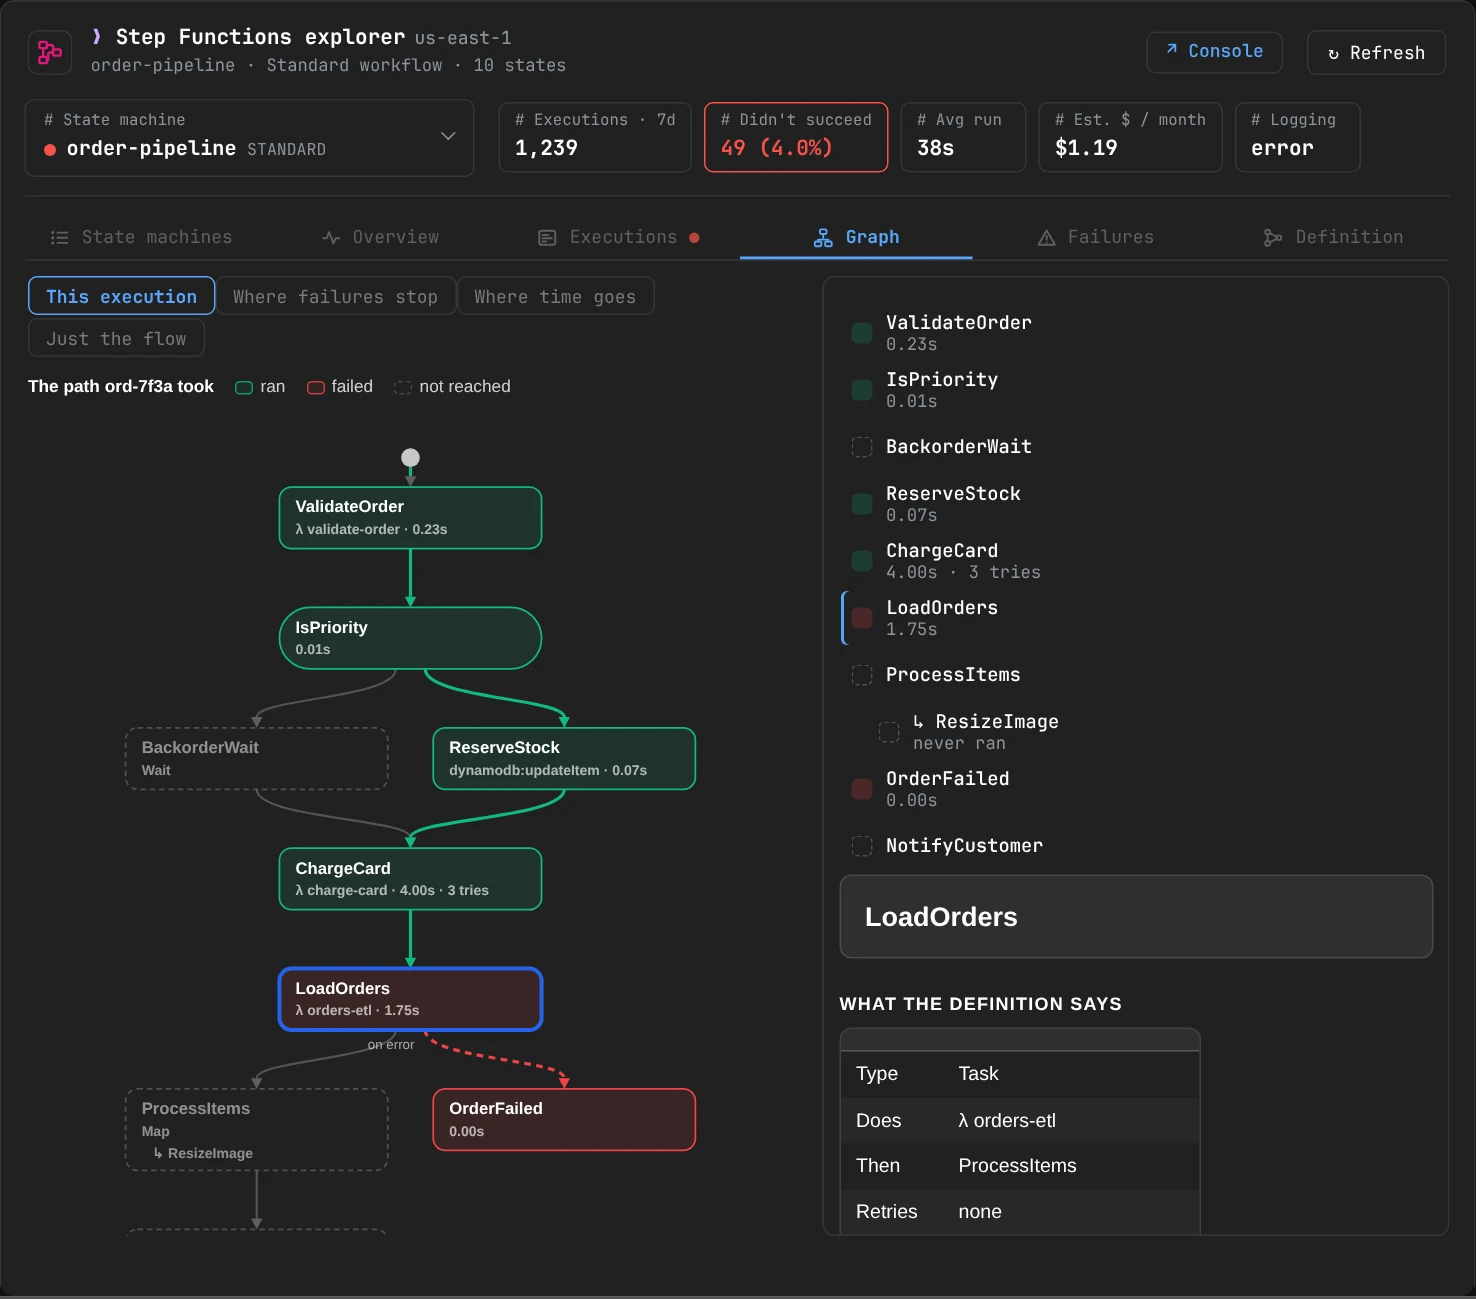 ❫ Step Functions explorer us-east-1
order-pipeline · Standard workflow · 10 states
↗ Console
↻ Refresh
# State machine
order-pipeline STANDARD
# Executions · 7d
1,239
# Didn't succeed
49 (4.0%)
# Avg run
38s
# Est. $ / month
$1.19
# Logging
error
State machines
Overview
Executions
Graph
Failures
Definition
This execution
Where failures stop
Where time goes
Just the flow
The path ord-7f3a took
ran
failed
not reached
ValidateOrder
λ validate-order · 0.23s
IsPriority
0.01s
BackorderWait
Wait
ReserveStock
dynamodb:updateItem · 0.07s
ChargeCard
λ charge-card · 4.00s · 3 tries
LoadOrders
λ orders-etl · 1.75s
on error
ProcessItems
Map
↳ ResizeImage
OrderFailed
0.00s
ValidateOrder
0.23s
IsPriority
0.01s
BackorderWait
ReserveStock
0.07s
ChargeCard
4.00s · 3 tries
LoadOrders
1.75s
ProcessItems
↳ ResizeImage
never ran
OrderFailed
0.00s
NotifyCustomer
LoadOrders
WHAT THE DEFINITION SAYS
Type Task
Does λ orders-etl
Then ProcessItems
Retries none